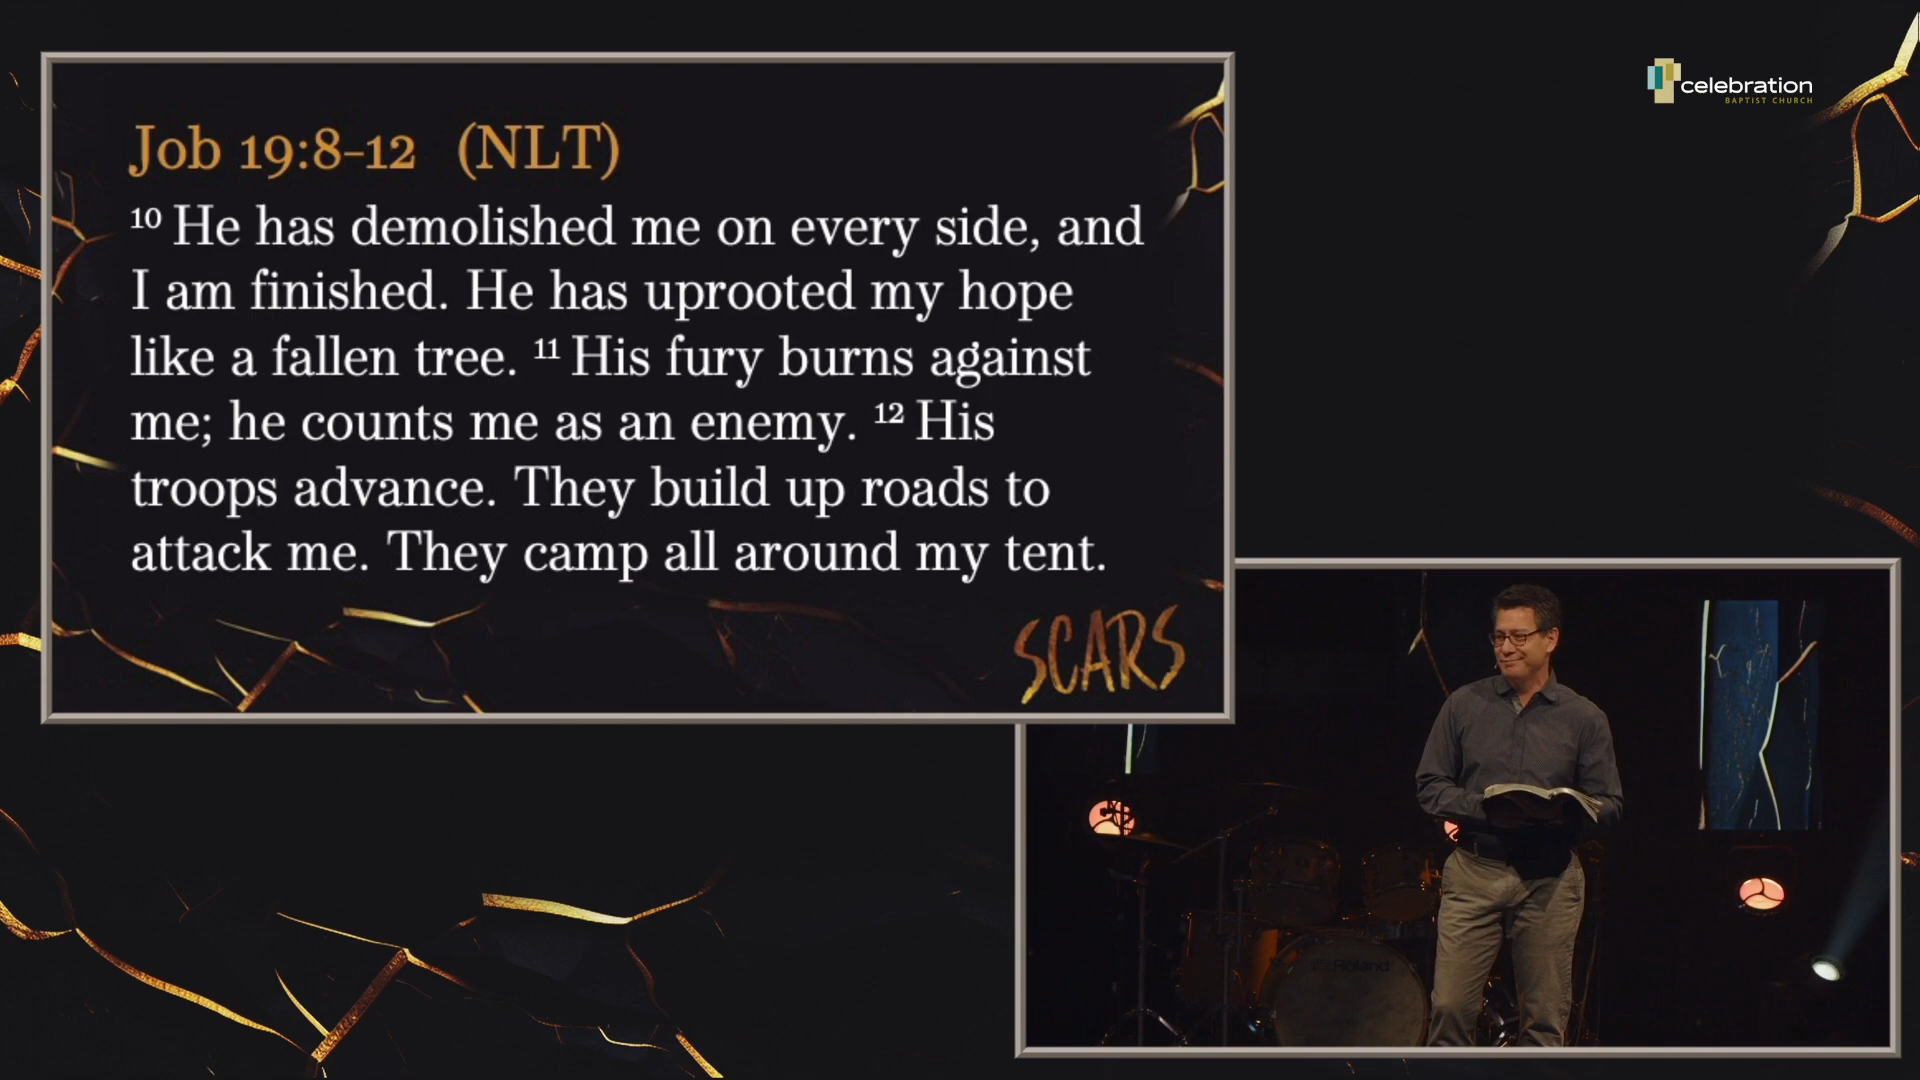 celebration
BAPTIST CHURCH
Job 19:8-12 (NLT)
10 He has demolished me on every side, and
I am finished. He has uprooted my hope
like a fallen tree. 11 His fury burns against
me; he counts me as an enemy. 12 His
troops advance. They build up roads to
attack me. They camp all around my tent.
SCARS
Roland